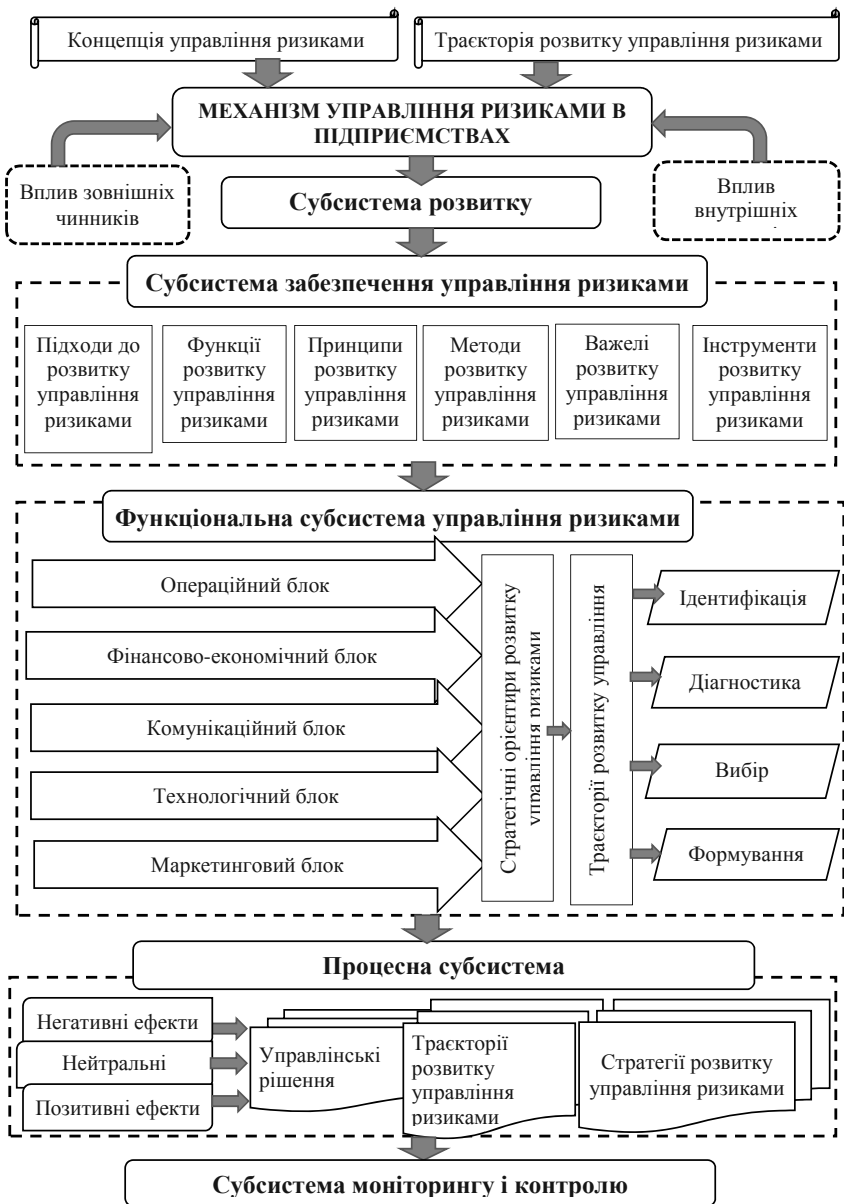 Концепція управління ризиками
Траєкторія розвитку управління ризиками
МЕХАНІЗМ УПРАВЛІННЯ РИЗИКАМИ В
ПІДПРИЄМСТВАХ
Вплив зовнішніх
чинників
Вплив
внутрішніх
Субсистема розвитку
Субсистема забезпечення управління ризиками
Підходи до
розвитку
управління
ризиками
Функції
розвитку
управління
ризиками
Принципи
розвитку
управління
ризиками
Методи
розвитку
управління
ризиками
Важелі
розвитку
управління
ризиками
Інструменти
розвитку
управління
ризиками
Функціональна субсистема управління ризиками
Операційний блок
Фінансово-економічний блок
Комунікаційний блок
Технологічний блок
Маркетинговий блок
Стратегічні орієнтири розвитку
управління ризиками
Траєкторії розвитку управління
Ідентифікація
Діагностика
Вибір
Формування
Процесна субсистема
Негативні ефекти
Нейтральні
Позитивні ефекти
Управлінські
рішення
Траєкторії
розвитку
управління
ризиками
Стратегії розвитку
управління ризиками
Субсистема моніторингу і контролю